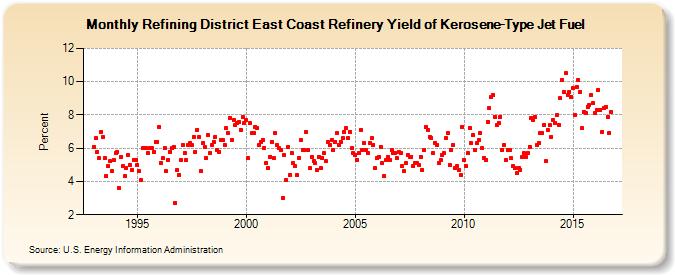 Monthly Refining District East Coast Refinery Yield of Kerosene-Type Jet Fuel
Percent
12
10
8
6
4
2
1995 2000 2005 2010 2015
Source: U.S. Energy Information Administration